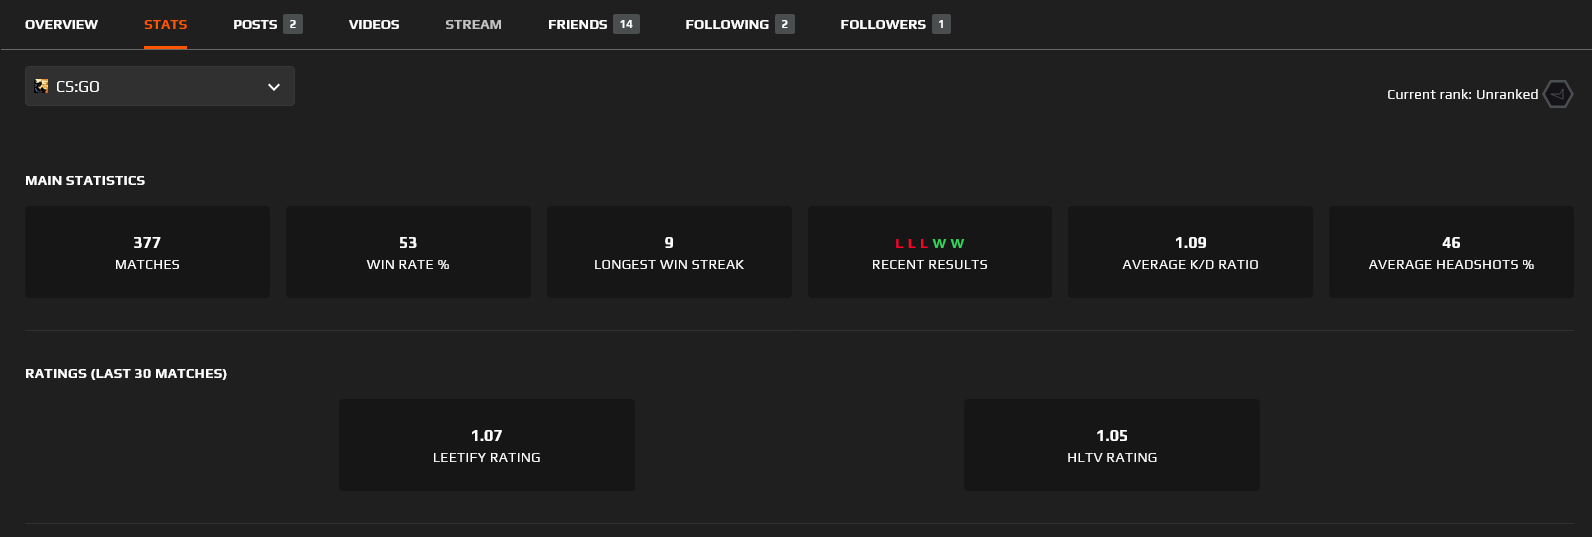 OVERVIEW STATS POSTS 2 VIDEOS STREAM FRIENDS 14 FOLLOWING 2 FOLLOWERS 1
CS:GO
Current rank: Unranked
MAIN STATISTICS
377 53 9 L L L W W 1.09 46
MATCHES WIN RATE % LONGEST WIN STREAK RECENT RESULTS AVERAGE K/D RATIO AVERAGE HEADSHOTS %
RATINGS (LAST 30 MATCHES)
1.07 1.05
LEETIFY RATING HLTV RATING